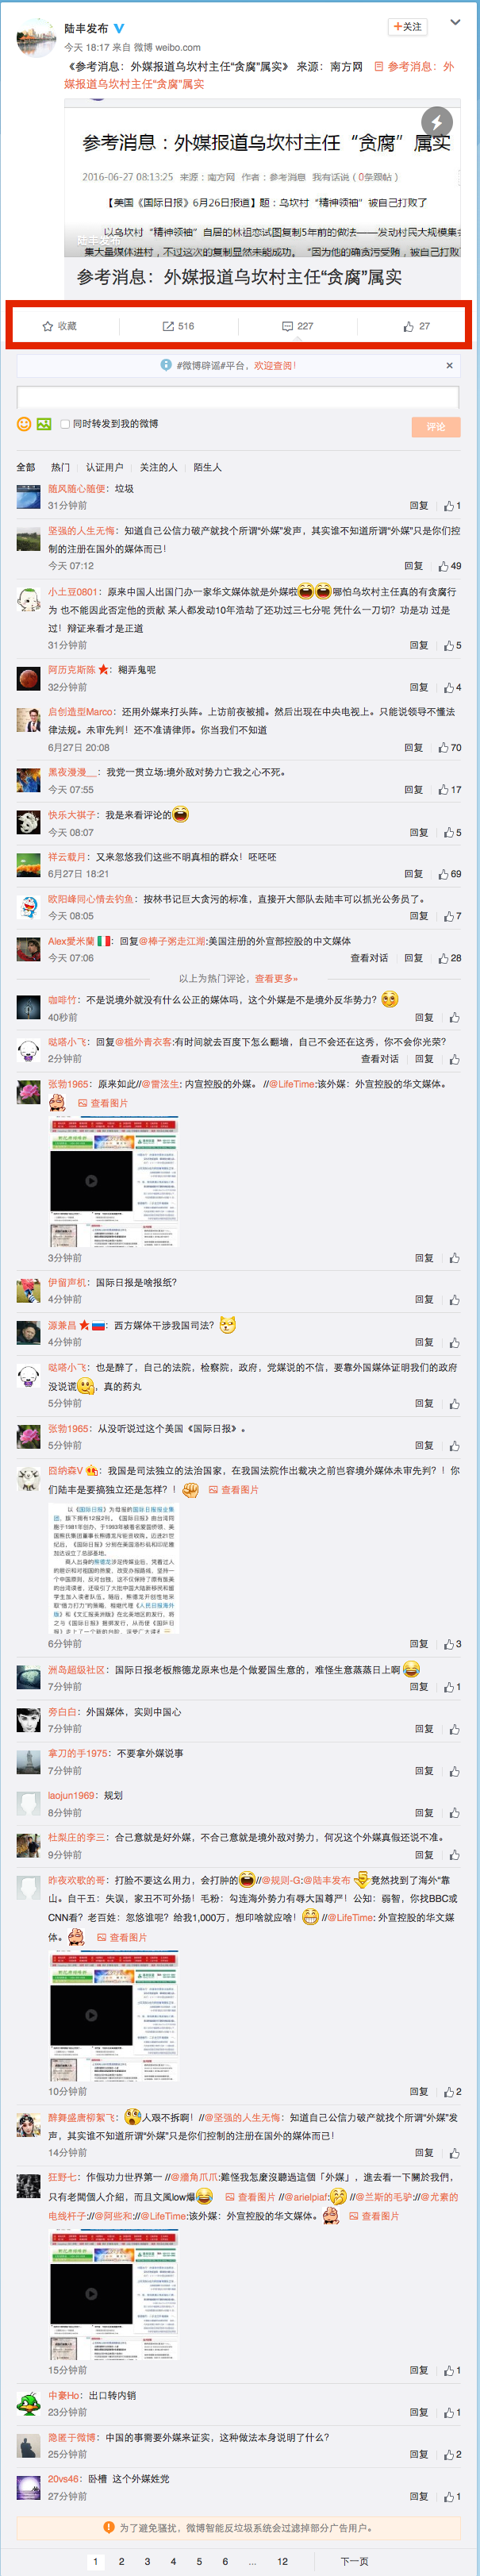 陆丰发布
+关注
今天 18:17 来自 微博 weibo.com
《参考消息：外媒报道乌坎村主任“贪腐”属实》 来源：南方网 参考消息：外
媒报道乌坎村主任“贪腐”属实
参考消息：外媒报道乌坎村主任“贪腐”属实
2016-06-27 08:13:25 来源：南方网 作者：参考消息 我有话说（0条跟帖）
【美国《国际日报》6月26日报道】题：乌坎村“精神领袖”被自己打败了
以乌坎村“精神领袖”自居的林祖恋试图复制5年前的做法——发动村民大规模集会
集大量媒体进村，不过这次的复制显然未能成功。“因为他的确贪污受贿，被自己打败
陆丰发布
参考消息：外媒报道乌坎村主任“贪腐”属实
收藏
516
227
27
#微博辟谣#平台，欢迎查阅！
×
同时转发到我的微博
评论
全部 热门 认证用户 关注的人 陌生人
随风随心随便：垃圾
31分钟前 回复 1
坚强的人生无悔：知道自己公信力破产就找个所谓“外媒”发声，其实谁不知道所谓“外媒”只是你们控
制的注册在国外的媒体而已！
今天 07:12 回复 49
小土豆0801：原来中国人出国门办一家华文媒体就是外媒啦哪怕乌坎村主任真的有贪腐行
为 也不能因此否定他的贡献 某人都发动10年浩劫了还功过三七分呢 凭什么一刀切？功是功 过是
过！辩证来看才是正道
31分钟前 回复 5
阿历克斯陈：糊弄鬼呢
32分钟前 回复 4
启创造型Marco：还用外媒来打头阵。上访前夜被捕。然后出现在中央电视上。只能说领导不懂法
律法规。未审先判！还不准请律师。你当我们不知道
6月27日 20:08 回复 70
黑夜漫漫__：我党一贯立场:境外敌对势力亡我之心不死。
今天 07:55 回复 17
快乐大祺子：我是来看评论的
今天 08:07 回复 5
祥云载月：又来忽悠我们这些不明真相的群众！呸呸呸
6月27日 18:21 回复 69
欧阳峰同心情去钓鱼：按林书记巨大贪污的标准，直接开大部队去陆丰可以抓光公务员了。
今天 08:05 回复 7
Alex爱米蘭：回复@棒子粥走江湖:美国注册的外宣部控股的中文媒体
今天 07:06 查看对话 回复 28
以上为热门评论，查看更多»
咖啡竹：不是说境外就没有什么公正的媒体吗，这个外媒是不是境外反华势力？
40秒前 回复
哒嗒小飞：回复@槛外青衣客:有时间就去百度下怎么翻墙，自己不会还在这秀，你不会你光荣？
2分钟前 查看对话 回复
张勃1965：原来如此//@雷泫生: 内宣控股的外媒。 //@LifeTime:该外媒：外宣控股的华文媒体。
查看图片
3分钟前 回复
伊留声机：国际日报是啥报纸？
4分钟前 回复
源兼昌：西方媒体干涉我国司法？
4分钟前 回复
哒嗒小飞：也是醉了，自己的法院，检察院，政府，党媒说的不信，要靠外国媒体证明我们的政府
没说谎，真的药丸
5分钟前 回复
张勃1965：从没听说过这个美国《国际日报》。
5分钟前 回复
囧纳森V：我国是司法独立的法治国家，在我国法院作出裁决之前岂容境外媒体未审先判？！你
们陆丰是要搞独立还是怎样？！ 查看图片
6分钟前 回复 3
洲岛超级社区：国际日报老板熊德龙原来也是个做爱国生意的，难怪生意蒸蒸日上啊
7分钟前 回复 1
旁白白：外国媒体，实则中国心
7分钟前 回复
拿刀的手1975：不要拿外媒说事
7分钟前 回复
laojun1969：规划
8分钟前 回复
杜梨庄的李三：合己意就是好外媒，不合己意就是境外敌对势力，何况这个外媒真假还说不准。
9分钟前 回复
昨夜欢歌的哥：打脸不要这么用力，会打肿的//@规则-G:@陆丰发布 竟然找到了海外“靠
山。自干五：失误，家丑不可外扬！毛粉：勾连海外势力有辱大国尊严！公知：弱智，你找BBC或
CNN看？老百姓：忽悠谁呢？给我1,000万，想印啥就应啥！ //@LifeTime: 外宣控股的华文媒
体。 查看图片
10分钟前 回复 2
醉舞盛唐柳絮飞：人艰不拆啊！//@坚强的人生无悔：知道自己公信力破产就找个所谓“外媒”发
声，其实谁不知道所谓“外媒”只是你们控制的注册在国外的媒体而已！
14分钟前 回复
狂野七：作假功力世界第一 //@爪爪:難怪我怎麼沒聽過這個「外媒」，進去看一下關於我們，
只有老闆個人介紹，而且文風low爆 查看图片 //@arielpiaf: //@兰斯的毛驴://@尤素的
电线杆子://@阿些和://@LifeTime:该外媒：外宣控股的华文媒体。 查看图片
15分钟前 回复 1
中豪Ho：出口转内销
23分钟前 回复 1
隐匿于微博：中国的事需要外媒来证实，这种做法本身说明了什么？
25分钟前 回复 2
20vs46：卧槽 这个外媒姓党
27分钟前 回复 1
为了避免骚扰，微博智能反垃圾系统会过滤掉部分广告用户。
1 2 3 4 5 6 ... 12 下一页